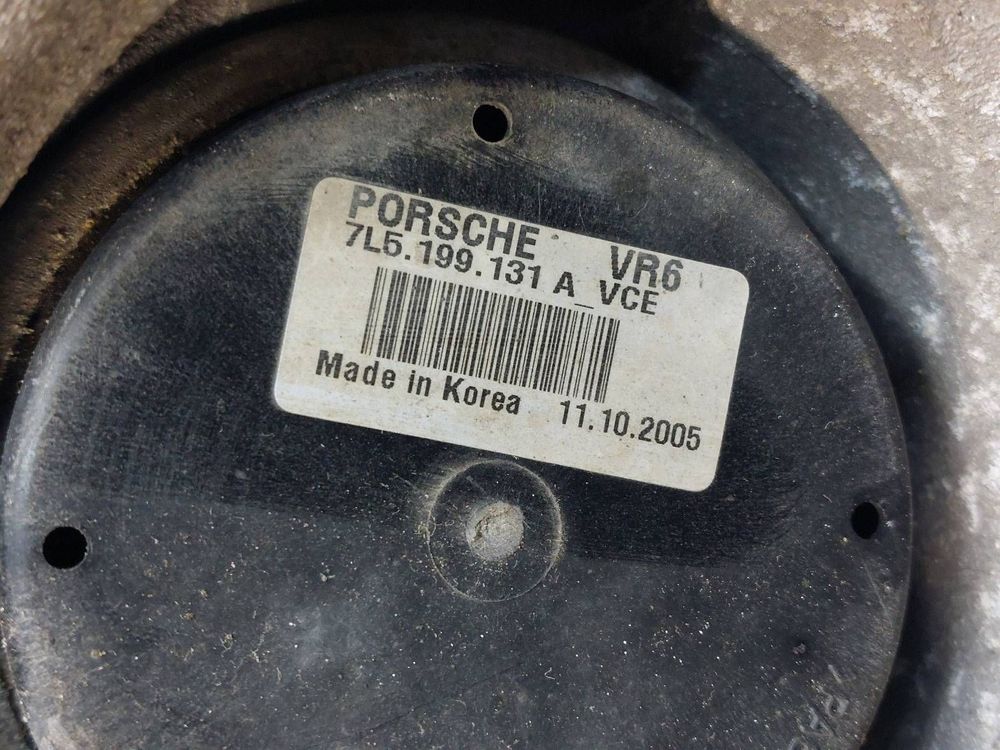 PORSCHE VR6
7L5.199.131 A_VCE
Made in Korea 11.10.2005